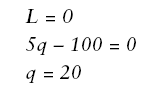 L = 0
5q – 100 = 0
q = 20